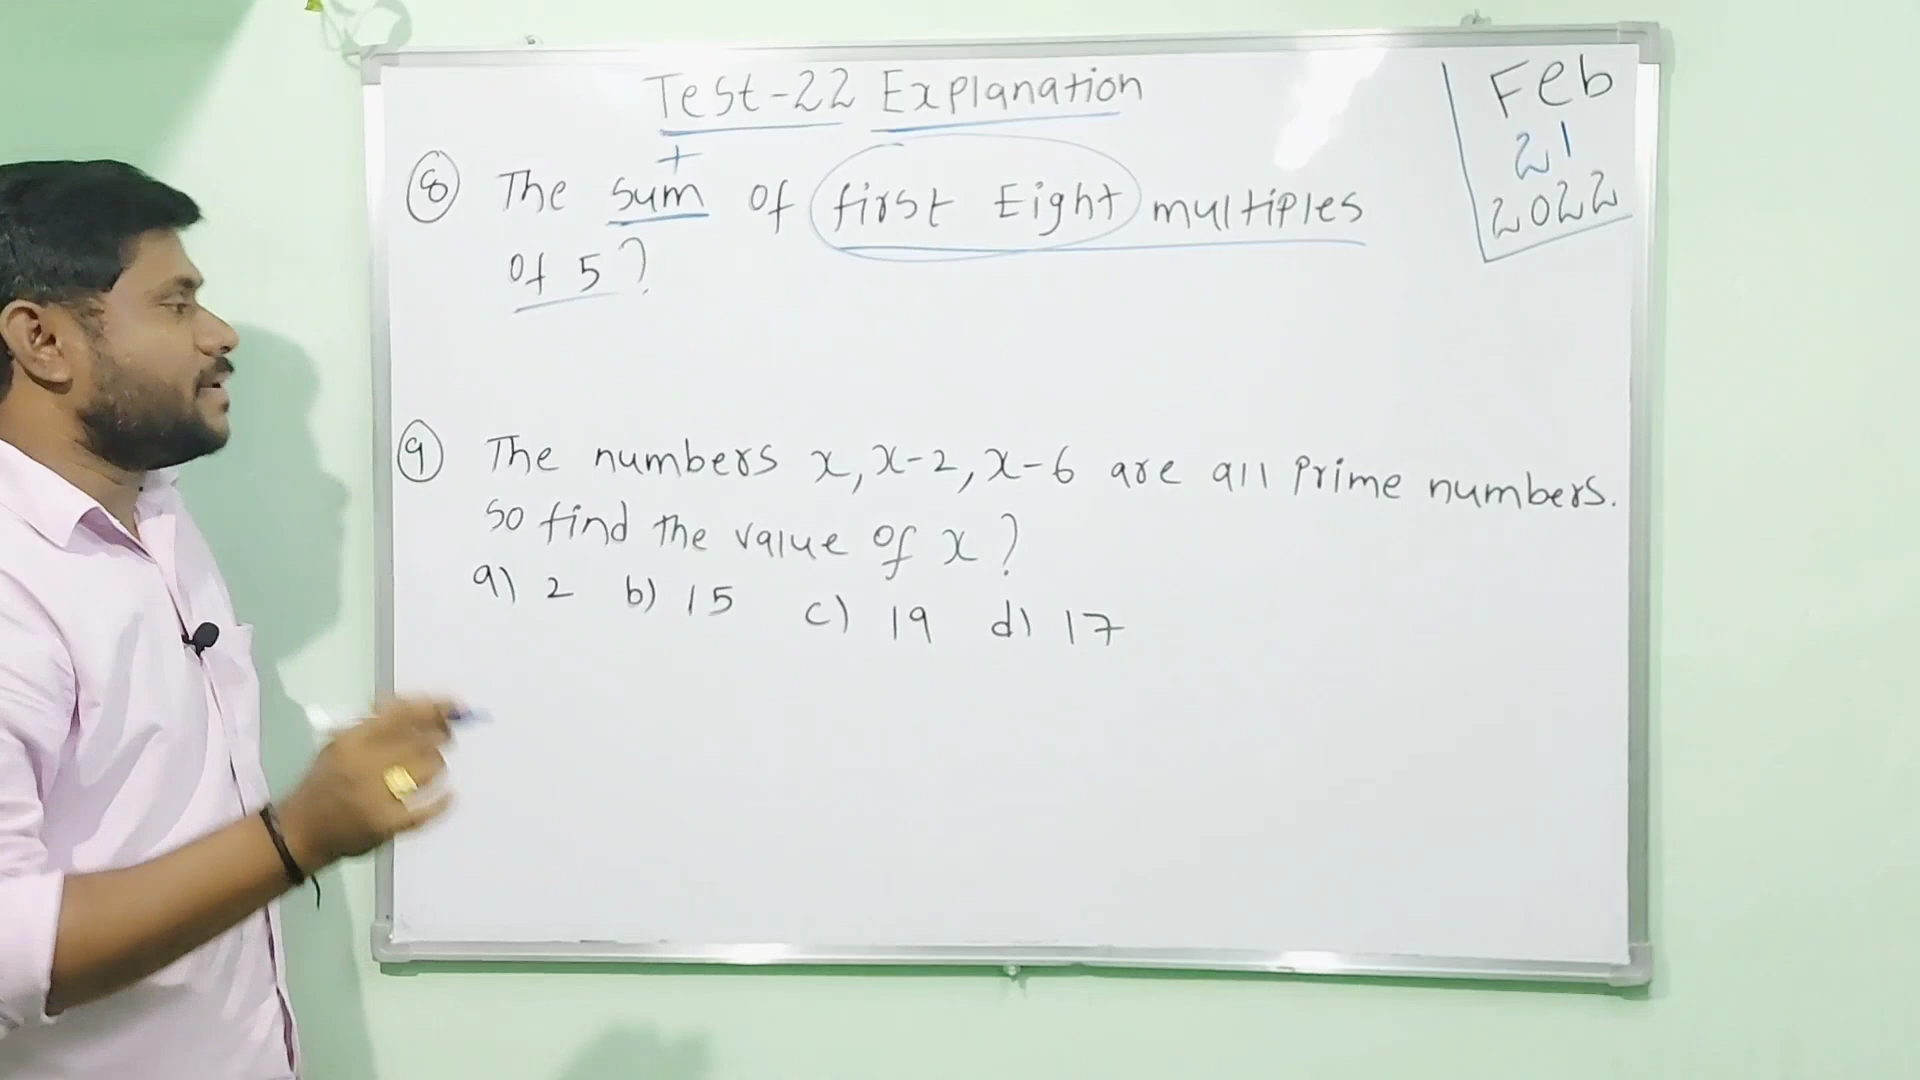 Test-22 Explanation
Feb
21
2022
+
⑧ The sum of first Eight multiples
of 5?
⑨ The numbers x, x-2, x-6 are all Prime numbers.
So find the value of x?
a) 2 b) 15 c) 19 d) 17